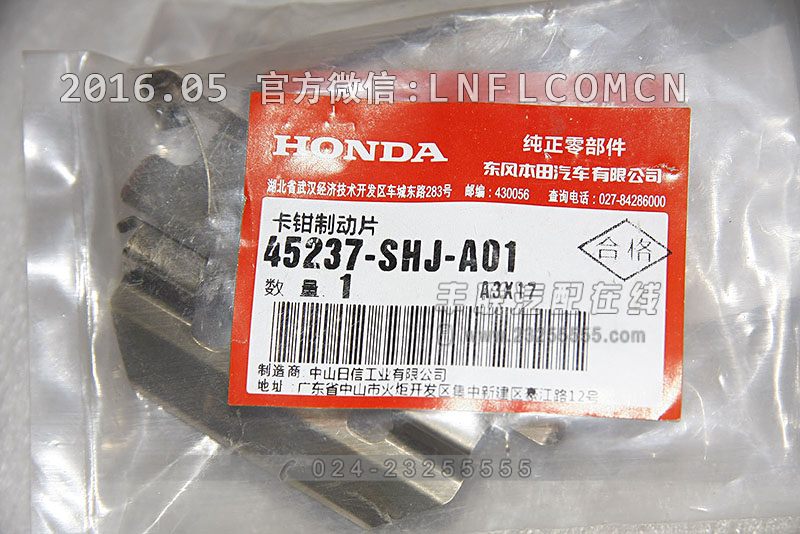 2016.05 官方微信:LNFLCOMCN
HONDA
纯正零部件
东风本田汽车有限公司
湖北省武汉经济技术开发区车城东路283号 邮编:430056 查询电话:027-84286000
卡钳制动片
45237-SHJ-A01
合格
数量 1 A3X17
www.23255555.com
制造商:中山日信工业有限公司
地址:广东省中山市火炬开发区集中新建区嘉江路12号
024-23255555